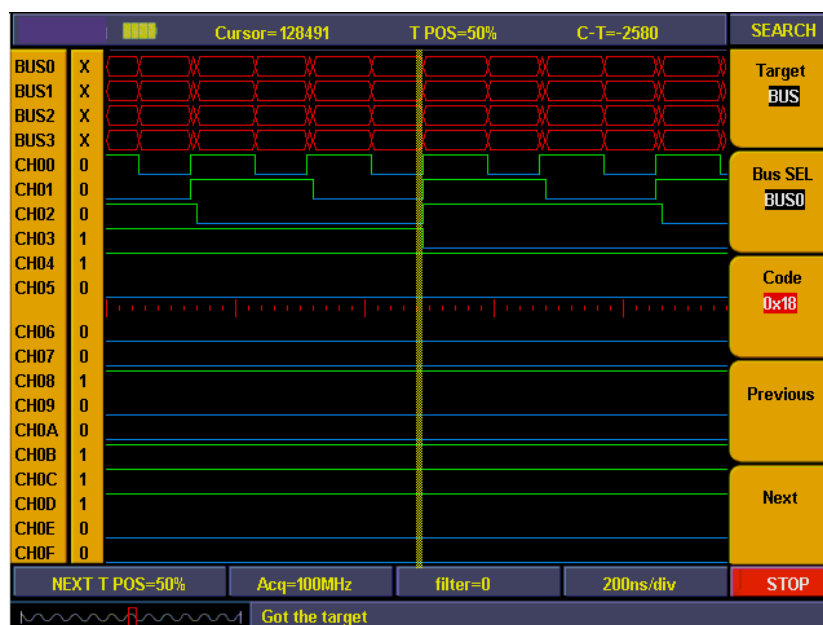 Cursor=128491 T POS=50% C-T=-2580 SEARCH
BUS0 X
BUS1 X
BUS2 X
BUS3 X
CH00 0
CH01 0
CH02 0
CH03 1
CH04 1
CH05 0
CH06 0
CH07 0
CH08 1
CH09 0
CH0A 0
CH0B 1
CH0C 1
CH0D 1
CH0E 0
CH0F 0
Target
BUS
Bus SEL
BUS0
Code
0x18
Previous
Next
NEXT T POS=50% Acq=100MHz filter=0 200ns/div STOP
Got the target